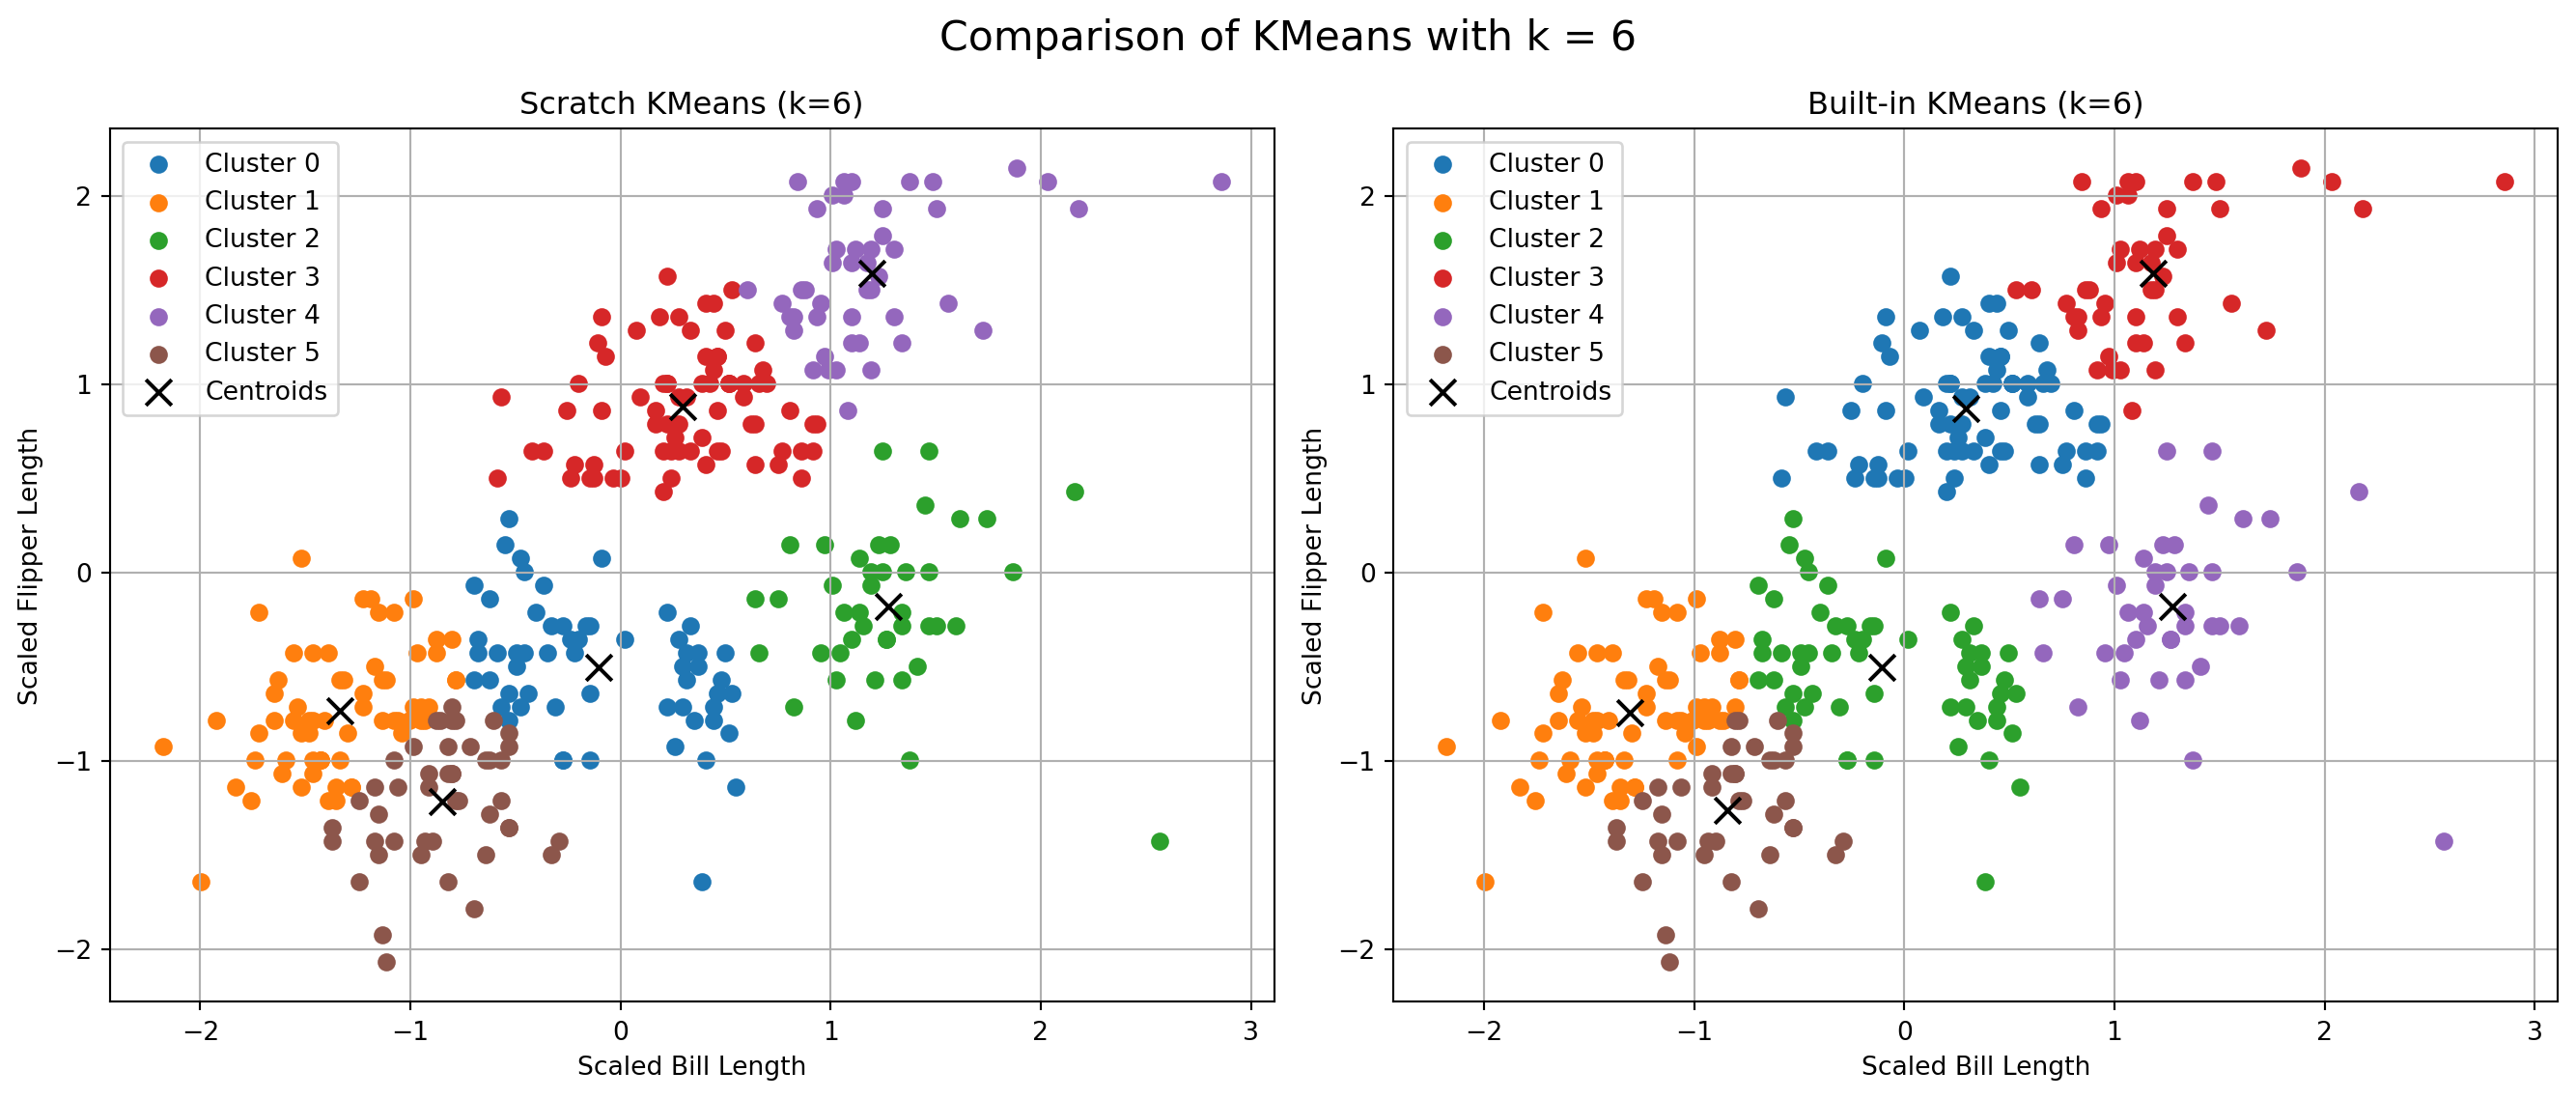 Comparison of KMeans with k = 6
Scratch KMeans (k=6)
Cluster 0
Cluster 1
Cluster 2
Cluster 3
Cluster 4
Cluster 5
Centroids
2
1
0
−1
−2
Scaled Flipper Length
−2
−1
0
1
2
3
Scaled Bill Length
Built-in KMeans (k=6)
Cluster 0
Cluster 1
Cluster 2
Cluster 3
Cluster 4
Cluster 5
Centroids
2
1
0
−1
−2
Scaled Flipper Length
−2
−1
0
1
2
3
Scaled Bill Length